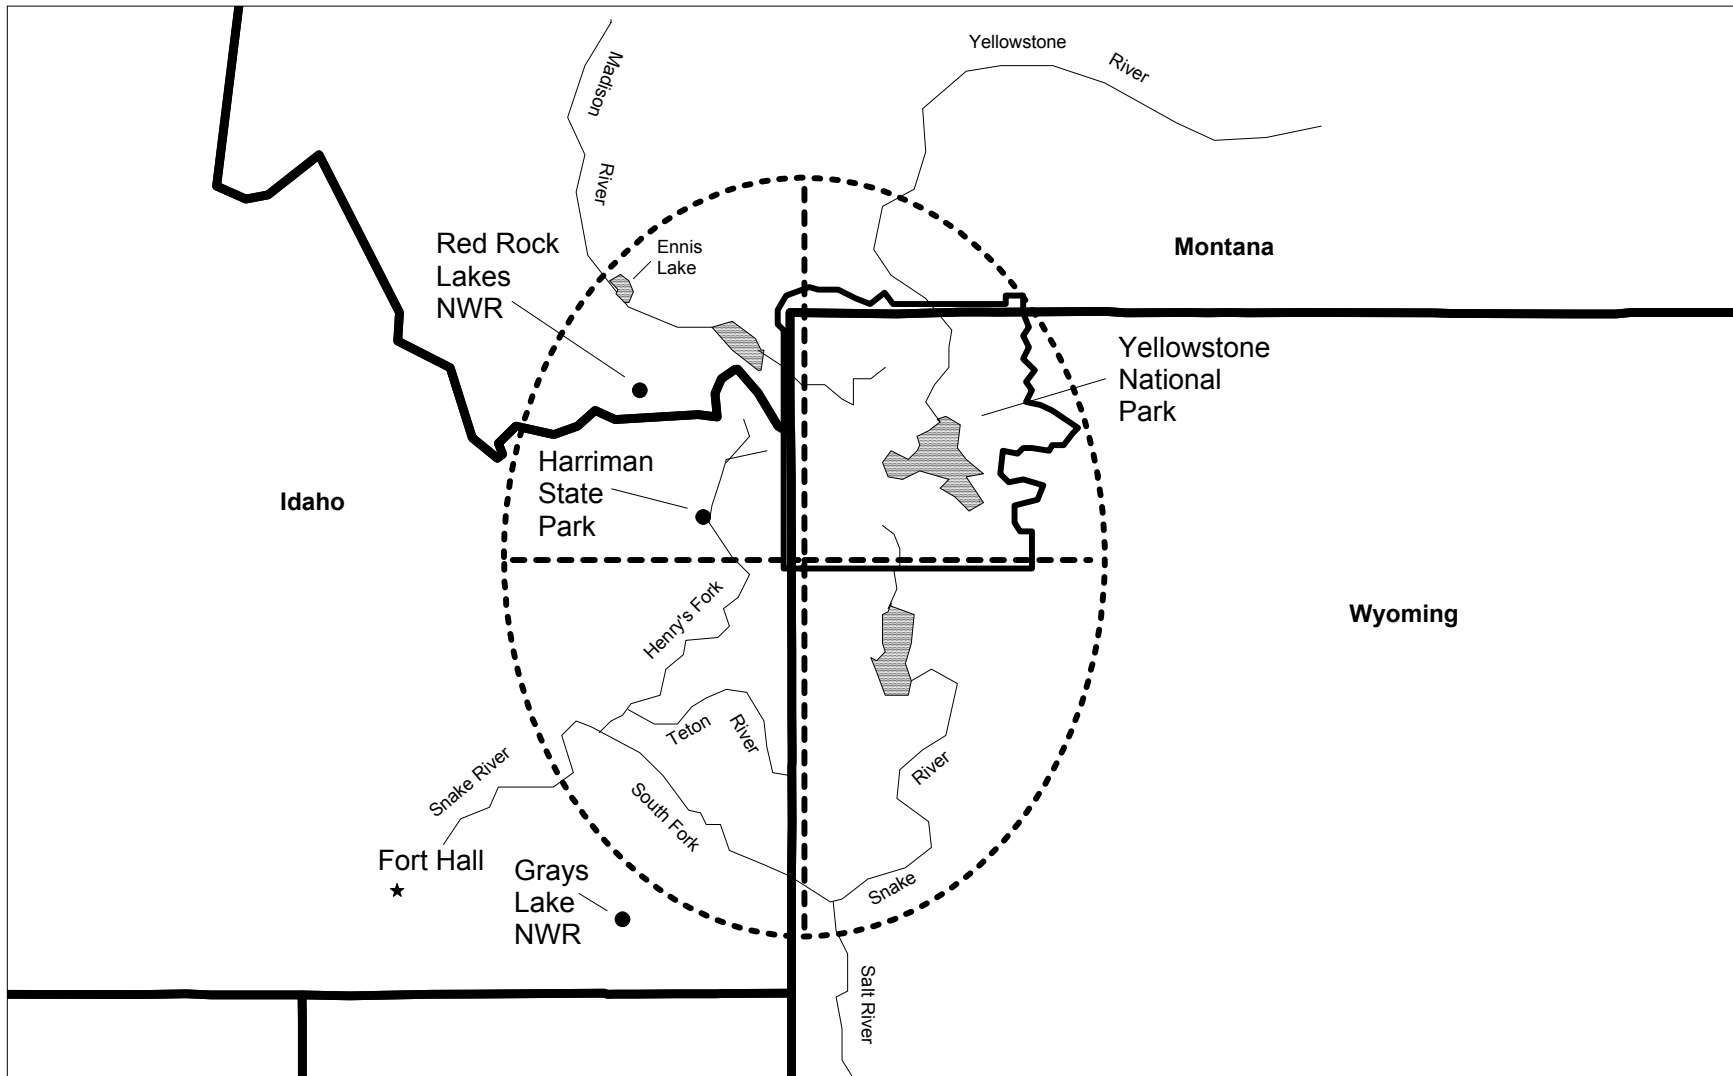 Yellowstone
River
Madison
River
Red Rock
Lakes
NWR
Ennis
Lake
Montana
Yellowstone
National
Park
Harriman
State
Park
Idaho
Wyoming
Henry's Fork
Teton
River
Snake River
South Fork
River
Snake
Fort Hall
Grays
Lake
NWR
Salt River